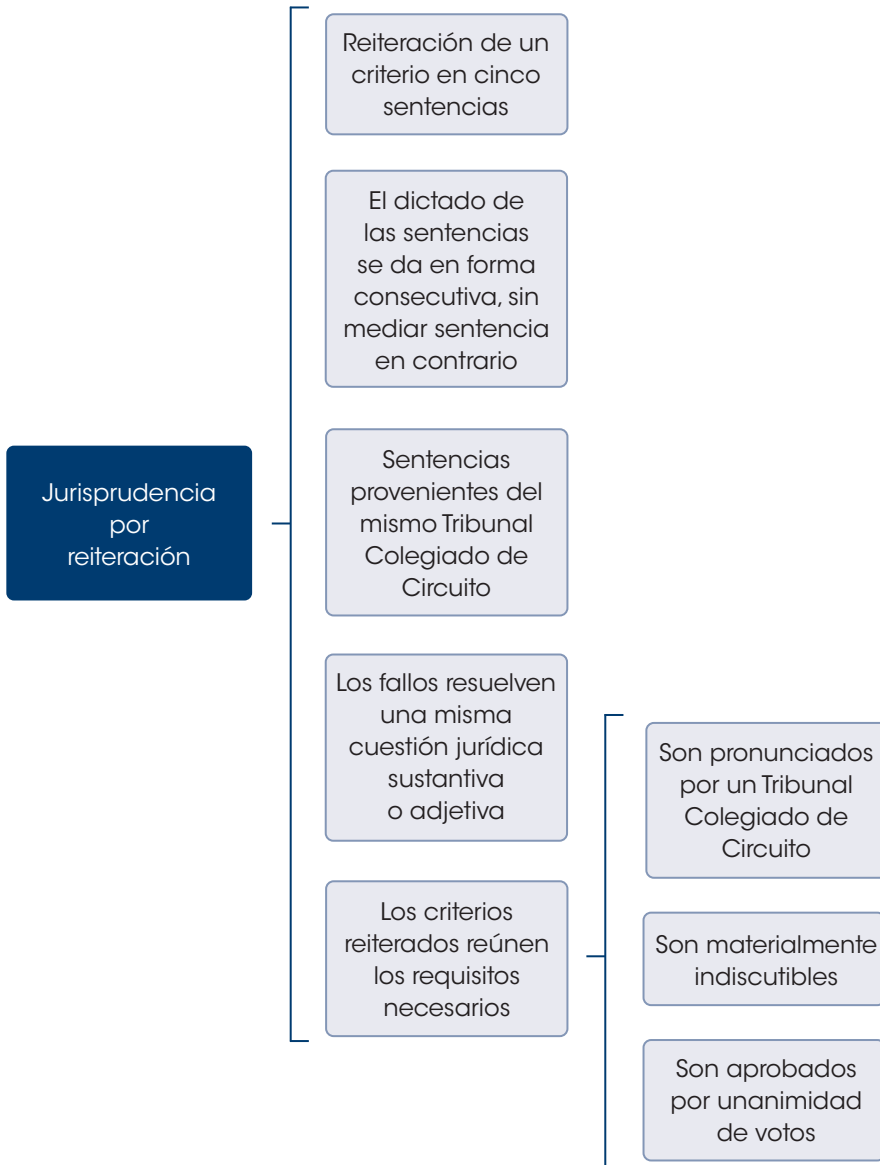 Jurisprudencia
por
reiteración
Reiteración de un
criterio en cinco
sentencias
El dictado de
las sentencias
se da en forma
consecutiva, sin
mediar sentencia
en contrario
Sentencias
provenientes del
mismo Tribunal
Colegiado de
Circuito
Los fallos resuelven
una misma
cuestión jurídica
sustantiva
o adjetiva
Los criterios
reiterados reúnen
los requisitos
necesarios
Son pronunciados
por un Tribunal
Colegiado de
Circuito
Son materialmente
indiscutibles
Son aprobados
por unanimidad
de votos